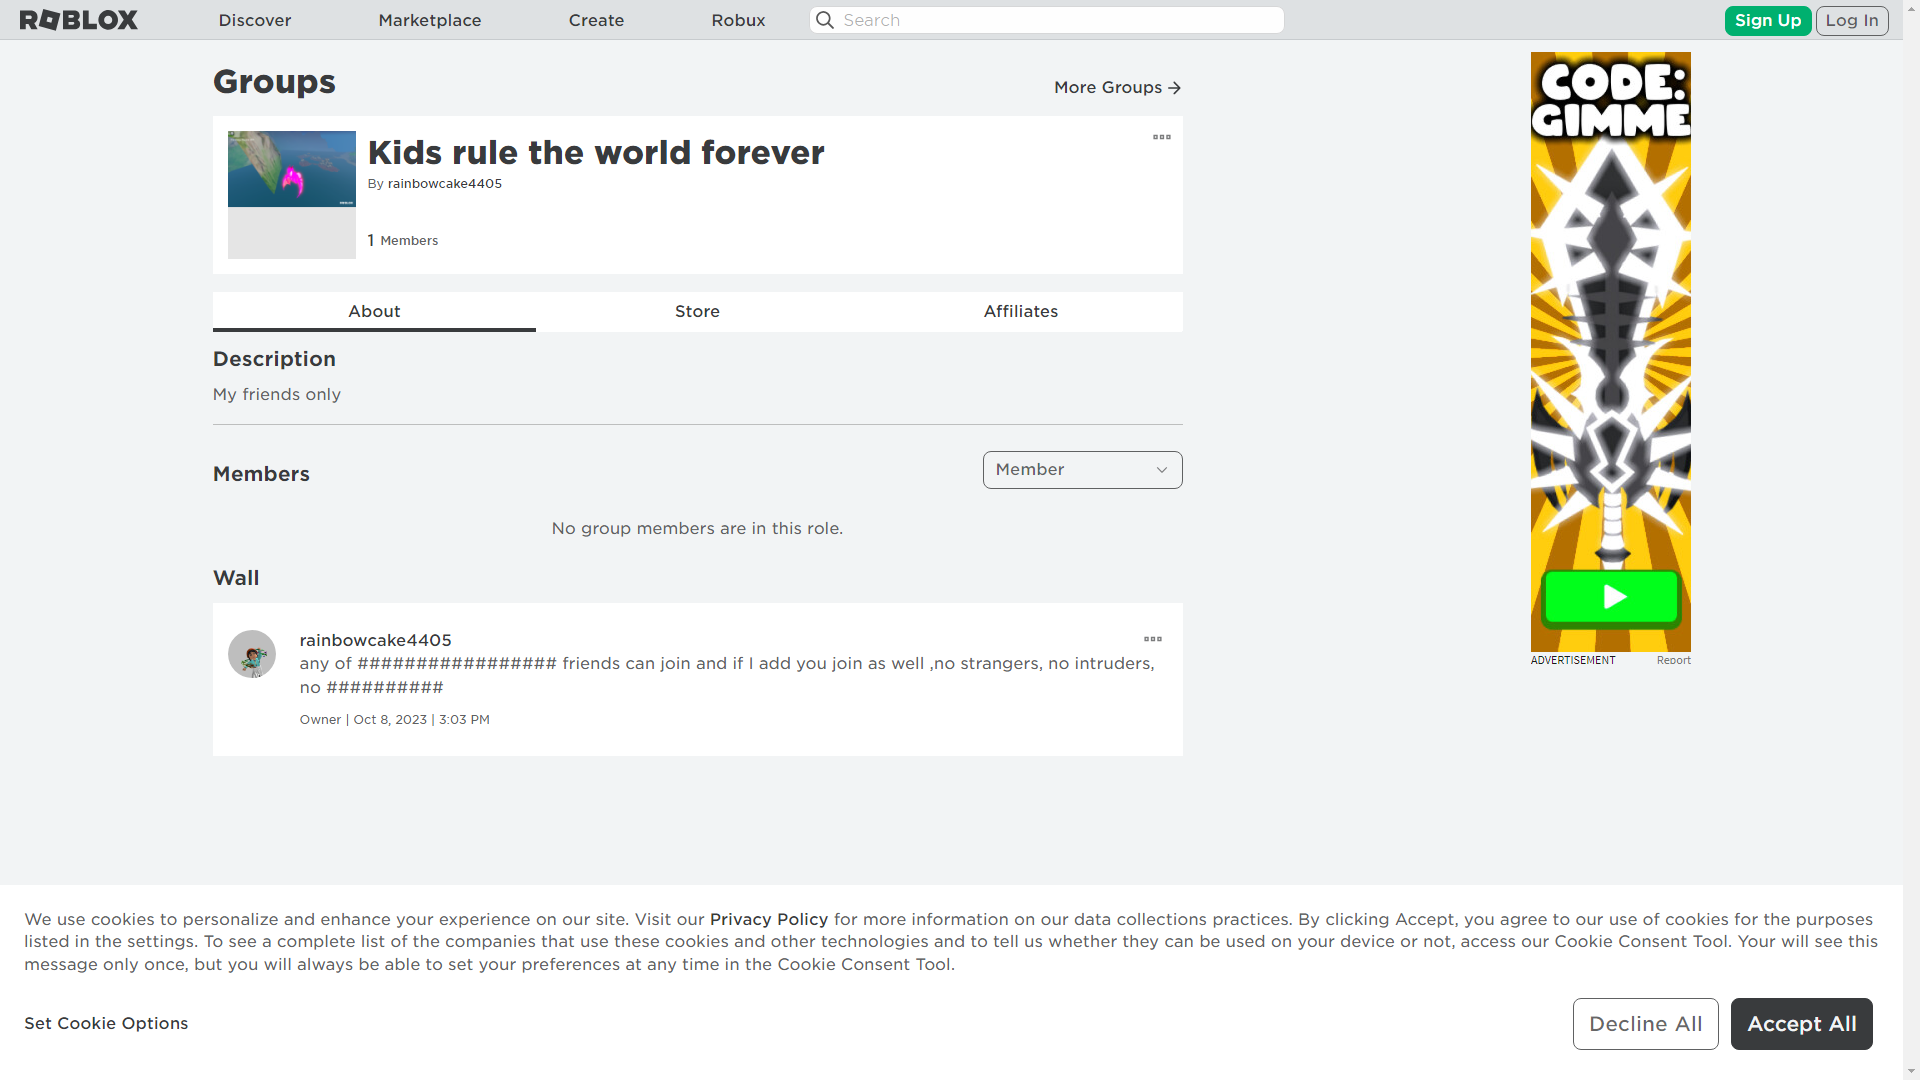 ROBLOX
Discover
Marketplace
Create
Robux
Search
Sign Up
Log In
Groups
More Groups
Kids rule the world forever
By rainbowcake4405
1 Members
About
Store
Affiliates
Description
My friends only
Members
Member
No group members are in this role.
Wall
rainbowcake4405
any of ################# friends can join and if I add you join as well ,no strangers, no intruders,
no ##########
Owner | Oct 8, 2023 | 3:03 PM
CODE:
GIMME
ADVERTISEMENT
Report
We use cookies to personalize and enhance your experience on our site. Visit our Privacy Policy for more information on our data collections practices. By clicking Accept, you agree to our use of cookies for the purposes
listed in the settings. To see a complete list of the companies that use these cookies and other technologies and to tell us whether they can be used on your device or not, access our Cookie Consent Tool. Your will see this
message only once, but you will always be able to set your preferences at any time in the Cookie Consent Tool.
Set Cookie Options
Decline All
Accept All